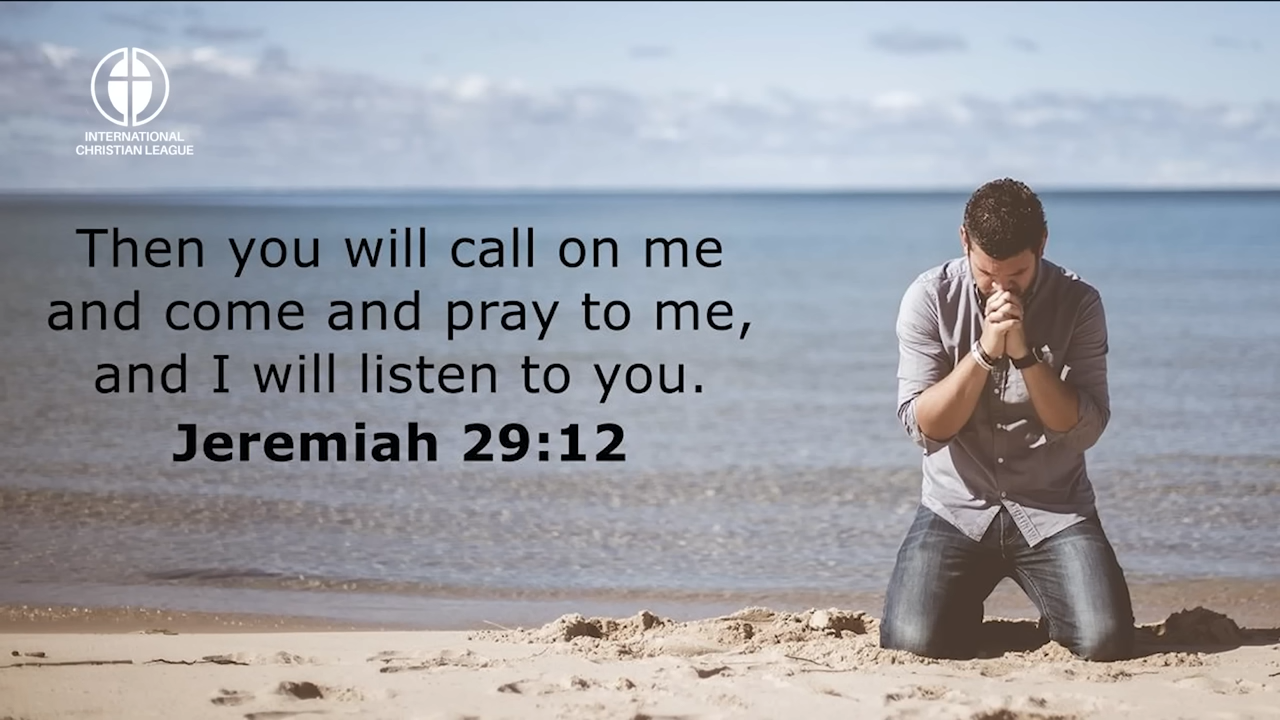 INTERNATIONAL
CHRISTIAN LEAGUE
Then you will call on me
and come and pray to me,
and I will listen to you.
Jeremiah 29:12